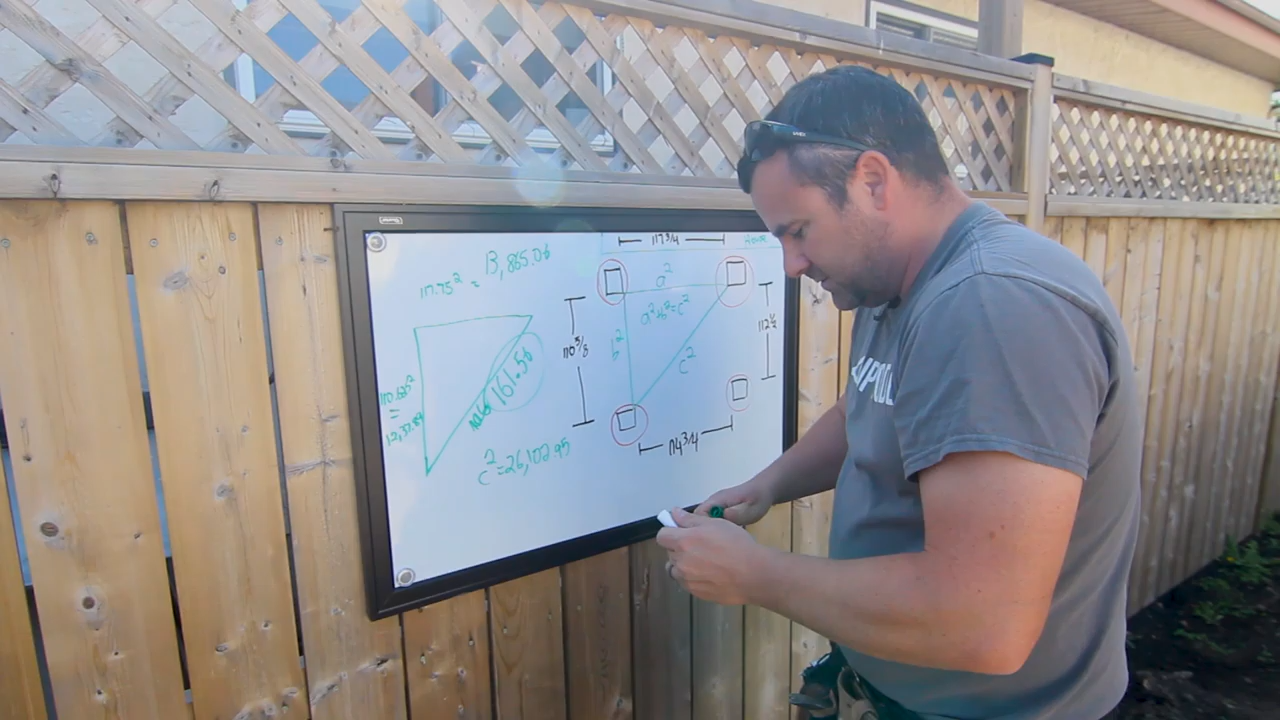 117 3/4
House
117.75² = 13,865.06
a²
a²+b²=c²
b²
c²
110 5/8
112 1/2
161.56
c²=26,102.95
114 3/4